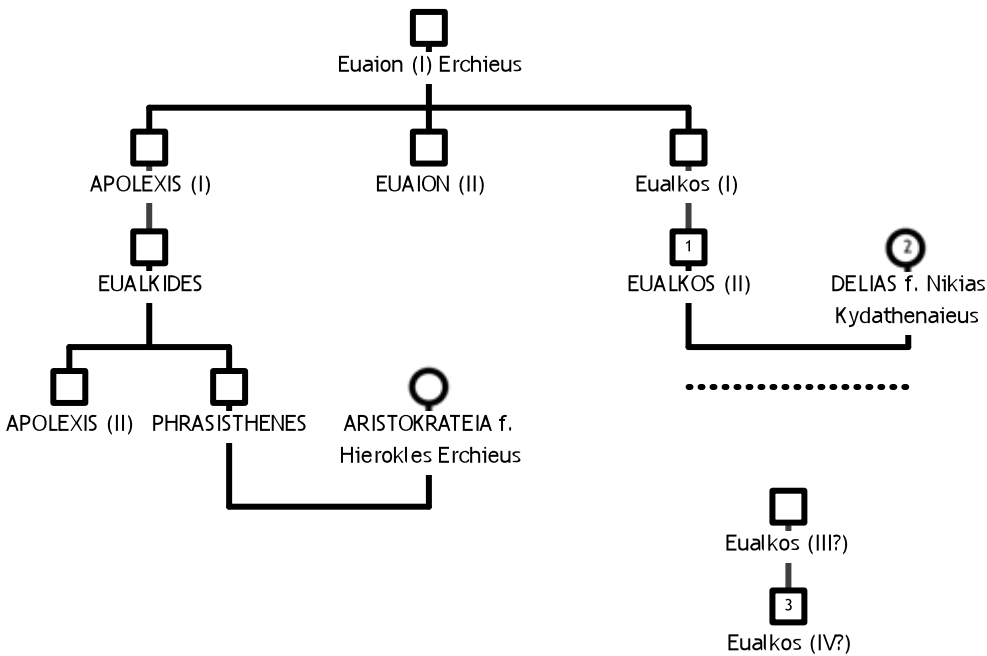 Euaion (I) Erchieus
APOLEXIS (I)
EUAION (II)
Eualkos (I)
EUALKIDES
1
EUALKOS (II)
2
DELIAS f. Nikias
Kydathenaieus
APOLEXIS (II)
PHRASISTHENES
ARISTOKRATEIA f.
Hierokles Erchieus
Eualkos (III?)
3
Eualkos (IV?)